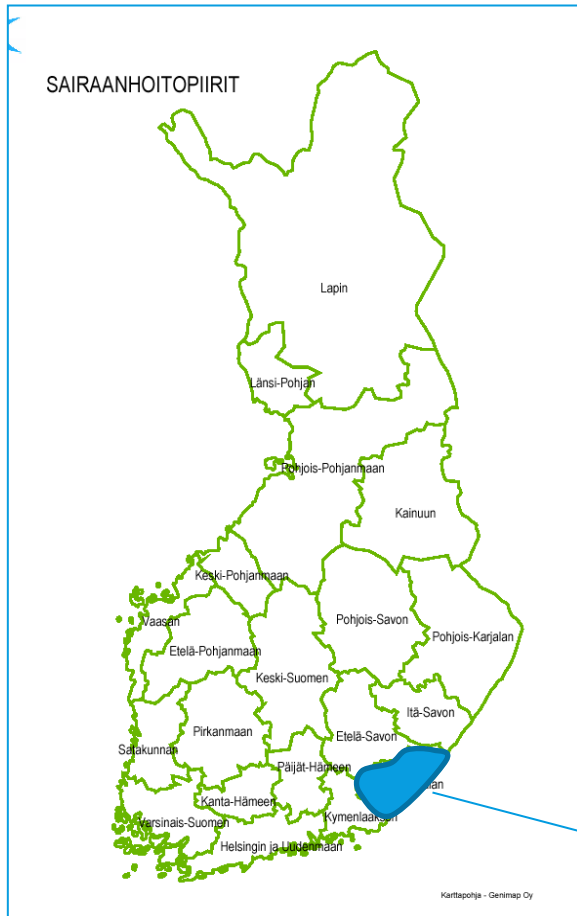 SAIRAANHOITOPIIRIT
Lapin
Länsi-Pohjan
Pohjois-Pohjanmaan
Kainuun
Keski-Pohjanmaan
Vaasan
Pohjois-Savon
Pohjois-Karjalan
Etelä-Pohjanmaan
Keski-Suomen
Itä-Savon
Pirkanmaan
Etelä-Savon
Satakunnan
Päijät-Hämeen
Kanta-Hämeen
Kymenlaakson
Varsinais-Suomen
Helsingin ja Uudenmaan
Karttapohja - Genimap Oy